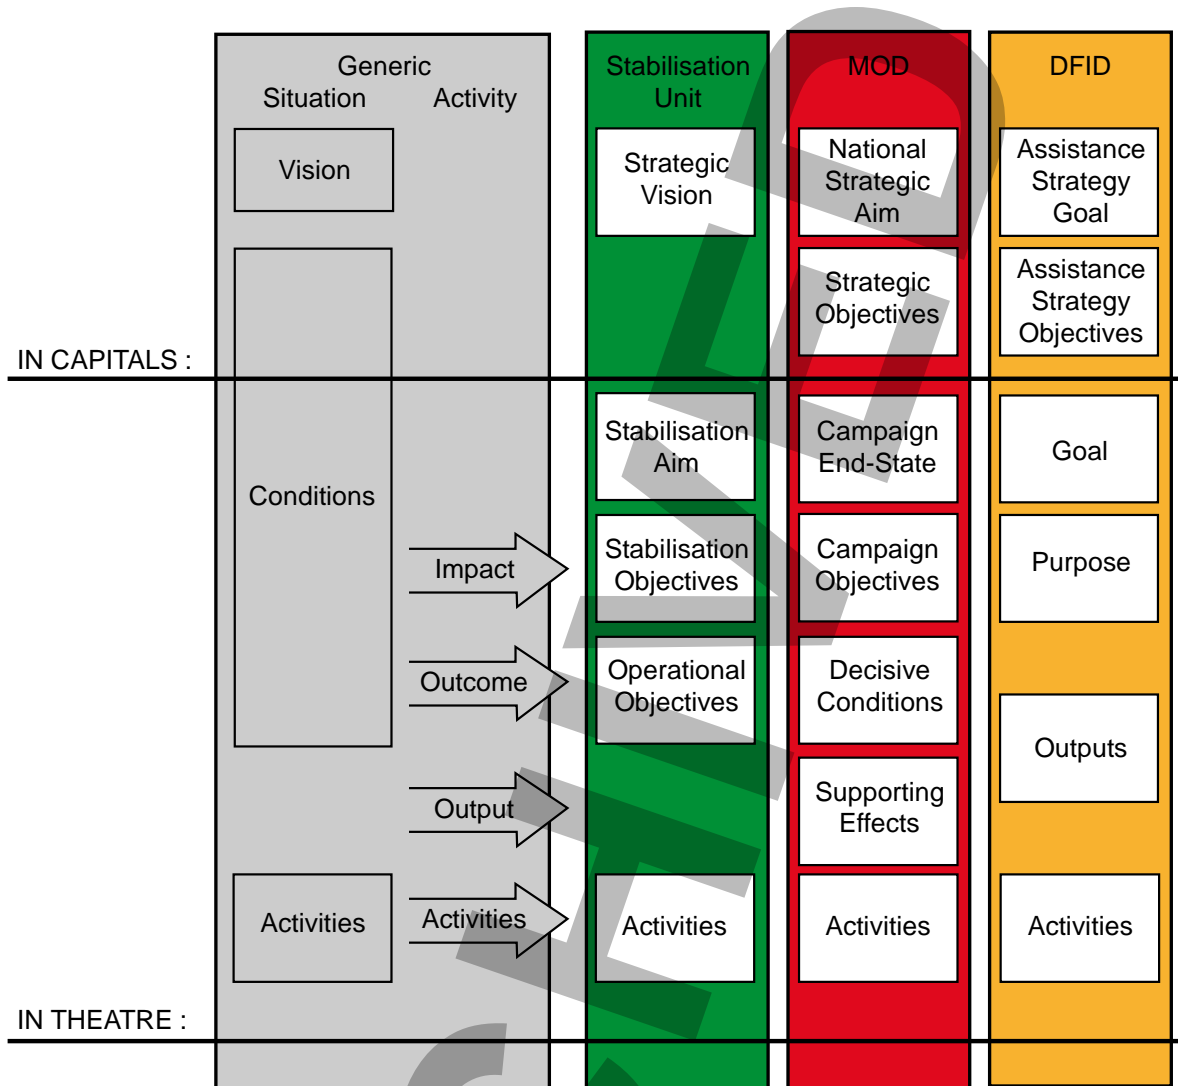 Generic
Situation
Activity
Stabilisation
Unit
MOD
DFID
Vision
Strategic
Vision
National
Strategic
Aim
Assistance
Strategy
Goal
Strategic
Objectives
Assistance
Strategy
Objectives
IN CAPITALS :
Conditions
Stabilisation
Aim
Campaign
End-State
Goal
Impact
Stabilisation
Objectives
Campaign
Objectives
Purpose
Outcome
Operational
Objectives
Decisive
Conditions
Outputs
Output
Supporting
Effects
Activities
Activities
Activities
Activities
Activities
IN THEATRE :